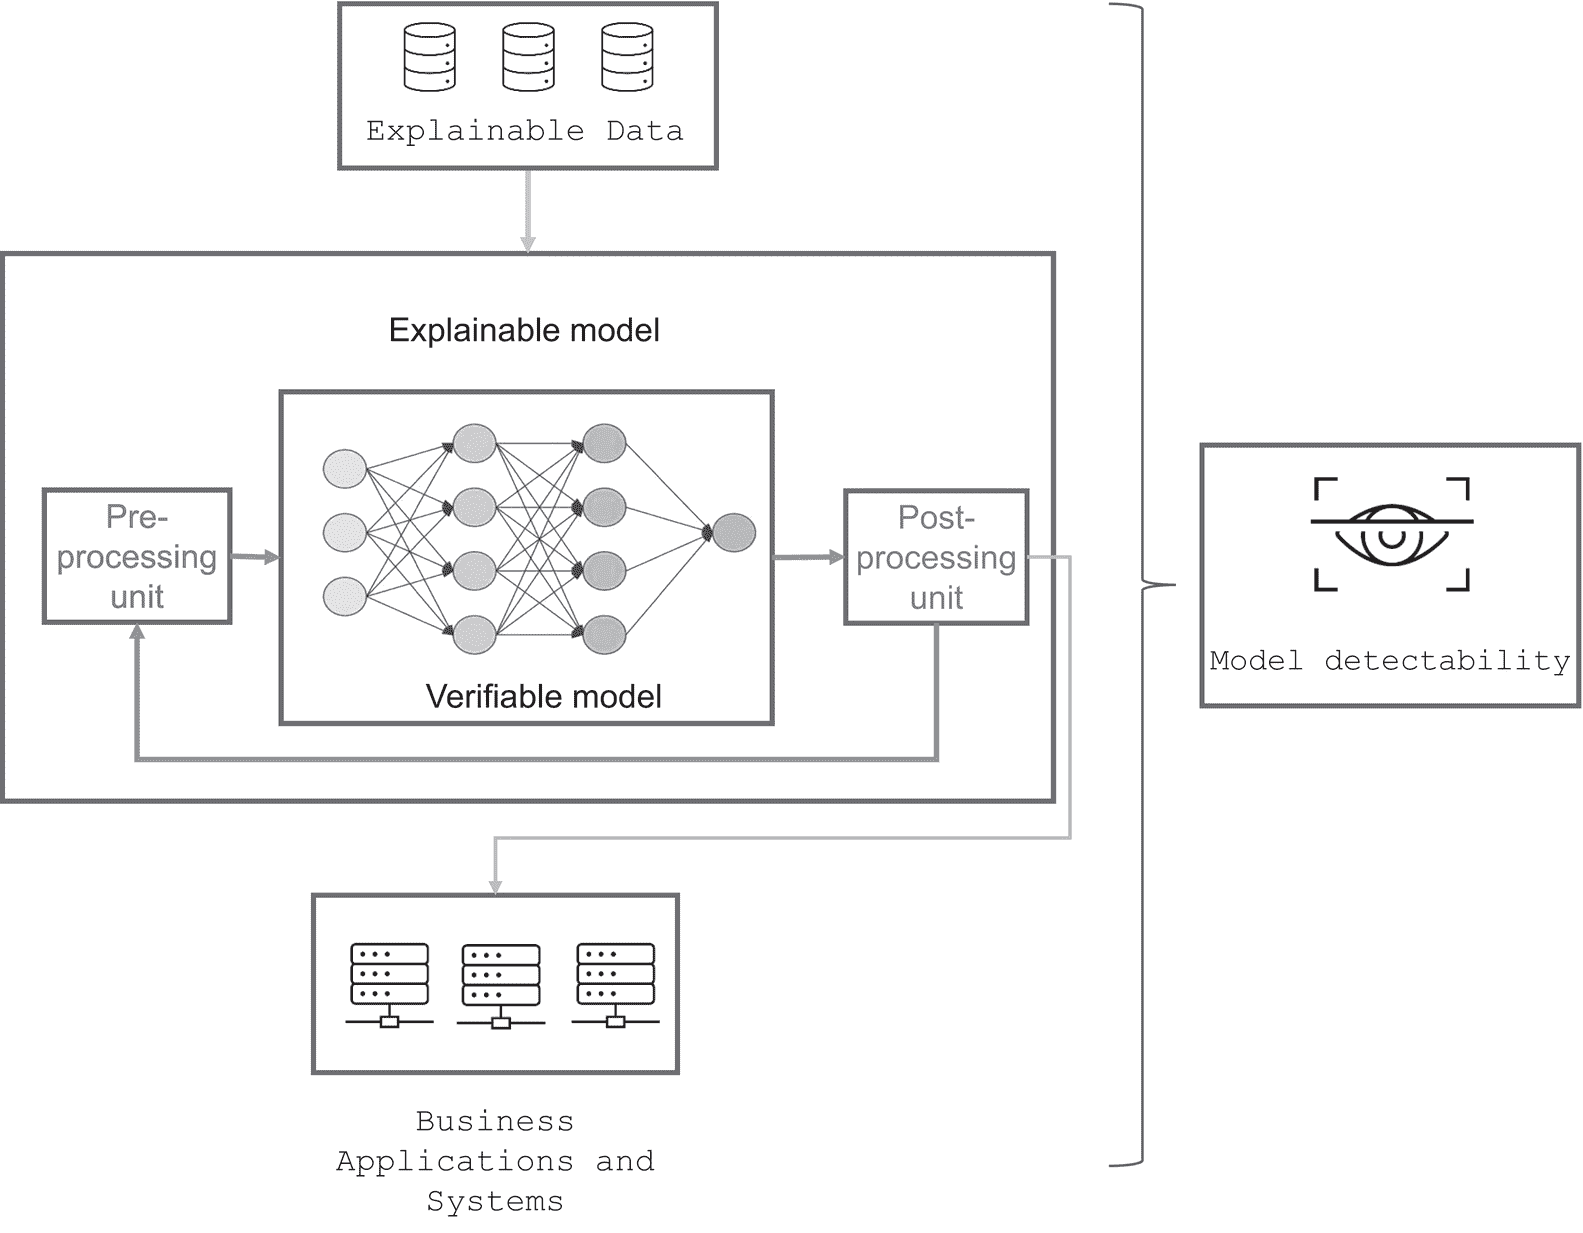 Explainable Data
Explainable model
Pre-
processing
unit
Verifiable model
Post-
processing
unit
Model detectability
Business
Applications and
Systems